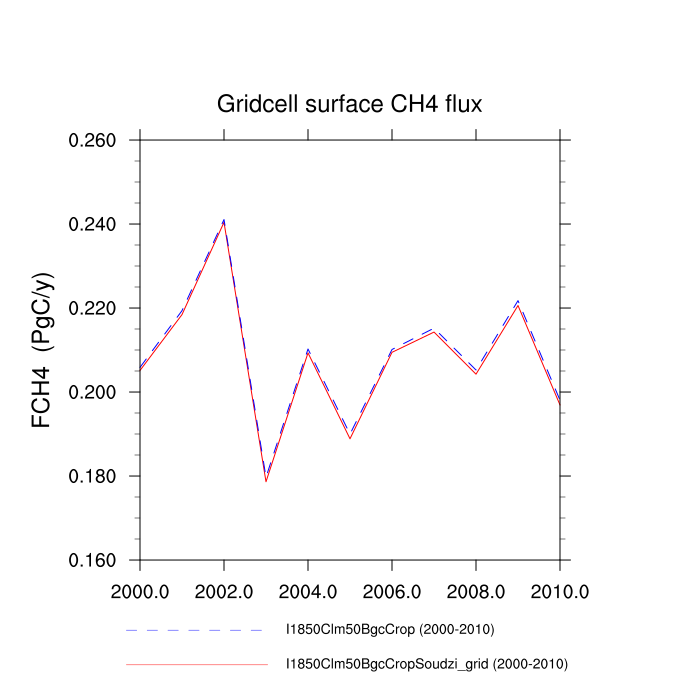 Gridcell surface CH4 flux
0.260
0.240
0.220
0.200
0.180
0.160
FCH4 (PgC/y)
2000.0 2002.0 2004.0 2006.0 2008.0 2010.0
I1850Clm50BgcCrop (2000-2010)
I1850Clm50BgcCropSoudzi_grid (2000-2010)